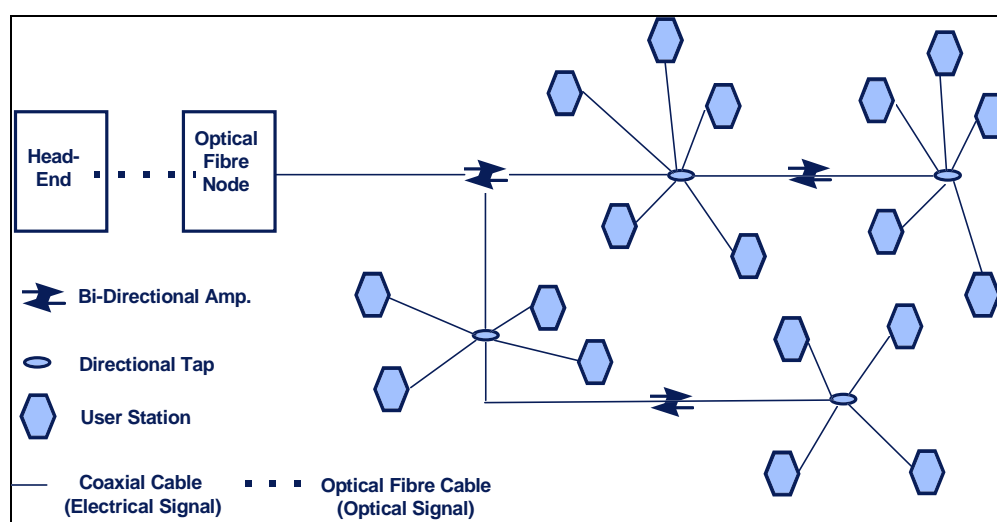 Head-
End
Optical
Fibre
Node
Bi-Directional Amp.
Directional Tap
User Station
Coaxial Cable
(Electrical Signal)
Optical Fibre Cable
(Optical Signal)